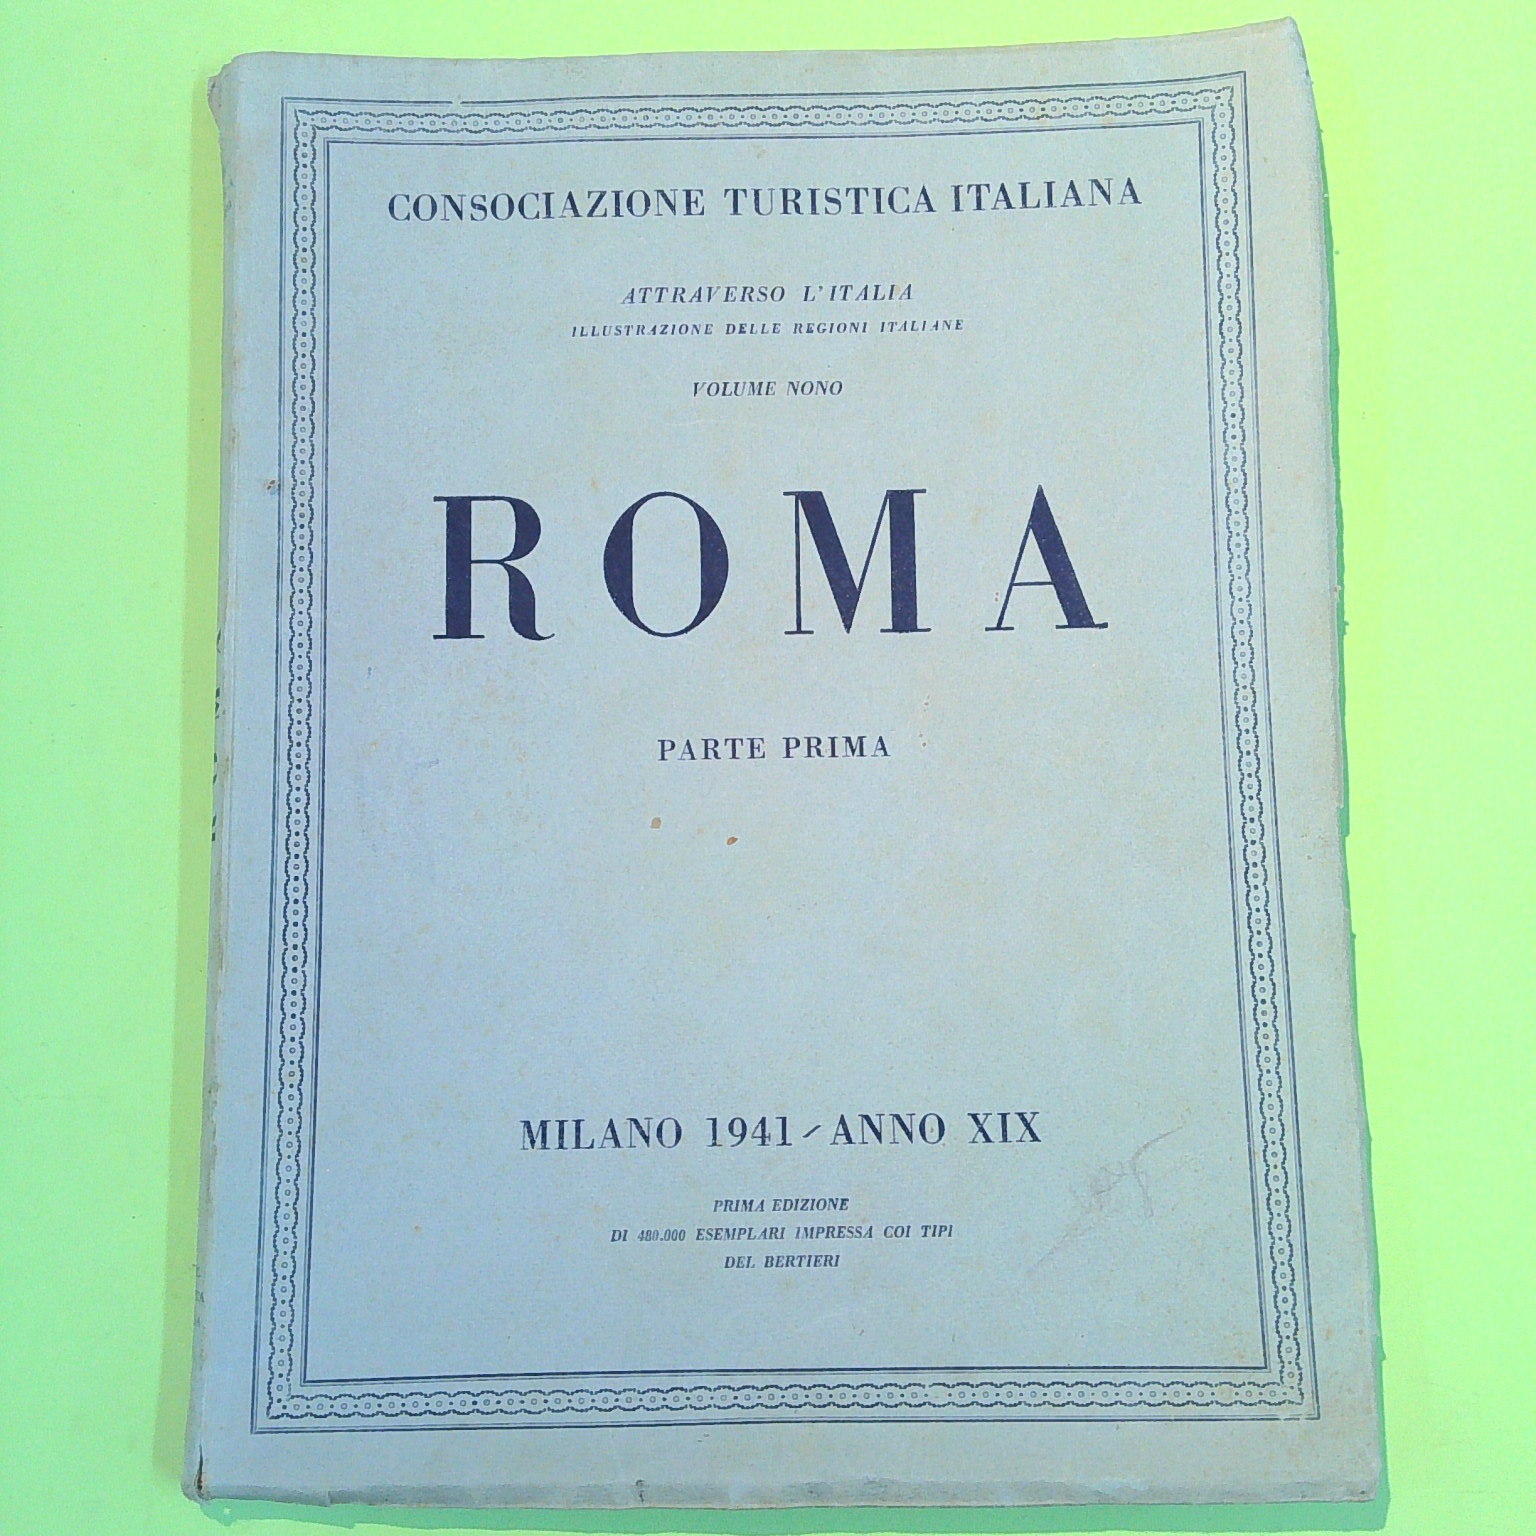 CONSOCIAZIONE TURISTICA ITALIANA
ATTRAVERSO L'ITALIA
ILLUSTRAZIONE DELLE REGIONI ITALIANE
VOLUME NONO
ROMA
PARTE PRIMA
MILANO 1941 - ANNO XIX
PRIMA EDIZIONE
DI 480.000 ESEMPLARI IMPRESSA COI TIPI
DEL BERTIERI